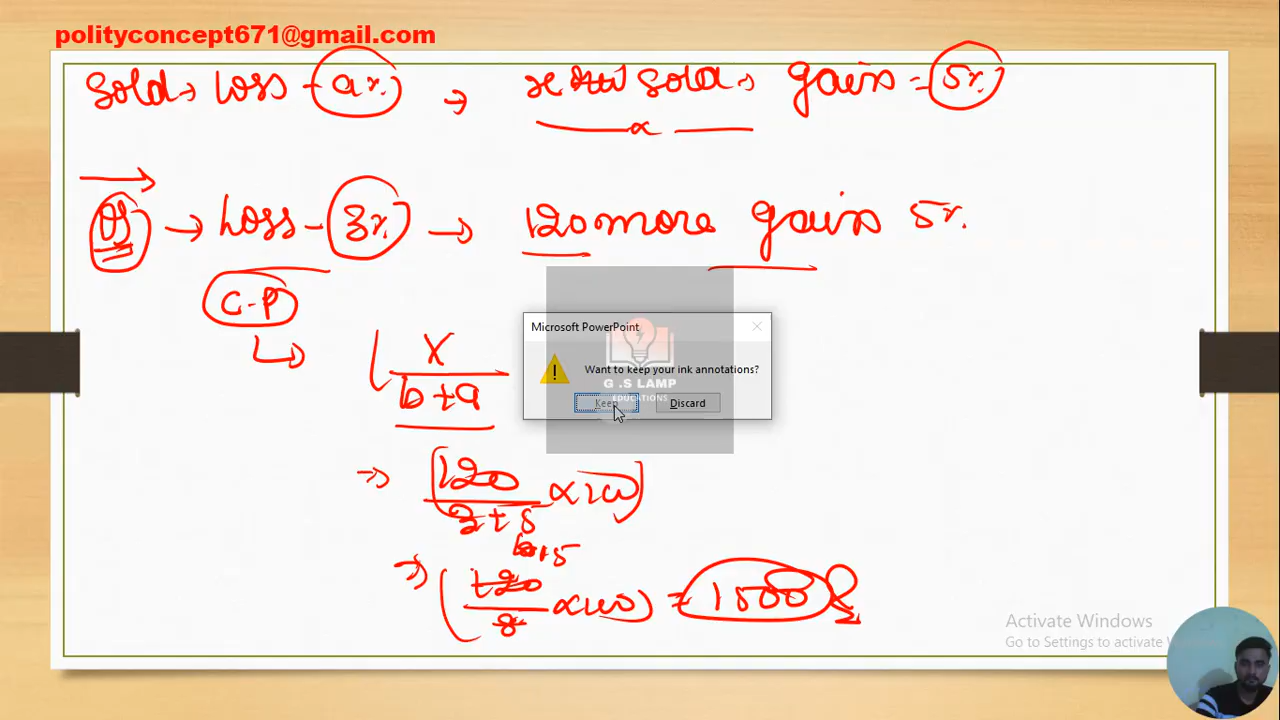 polityconcept671@gmail.com
Sold → Loss - a% → sold → gain = 5%
x
Loss - 3% → 120 more gain 5%
C.P
X
b+a
Microsoft PowerPoint
Want to keep your ink annotations?
Keep Discard
G.S LAMP
EDUCATIONS
⇒ [120 × 100]
3+5
⇒ (120 × 100) = 1500
8
Activate Windows
Go to Settings to activate